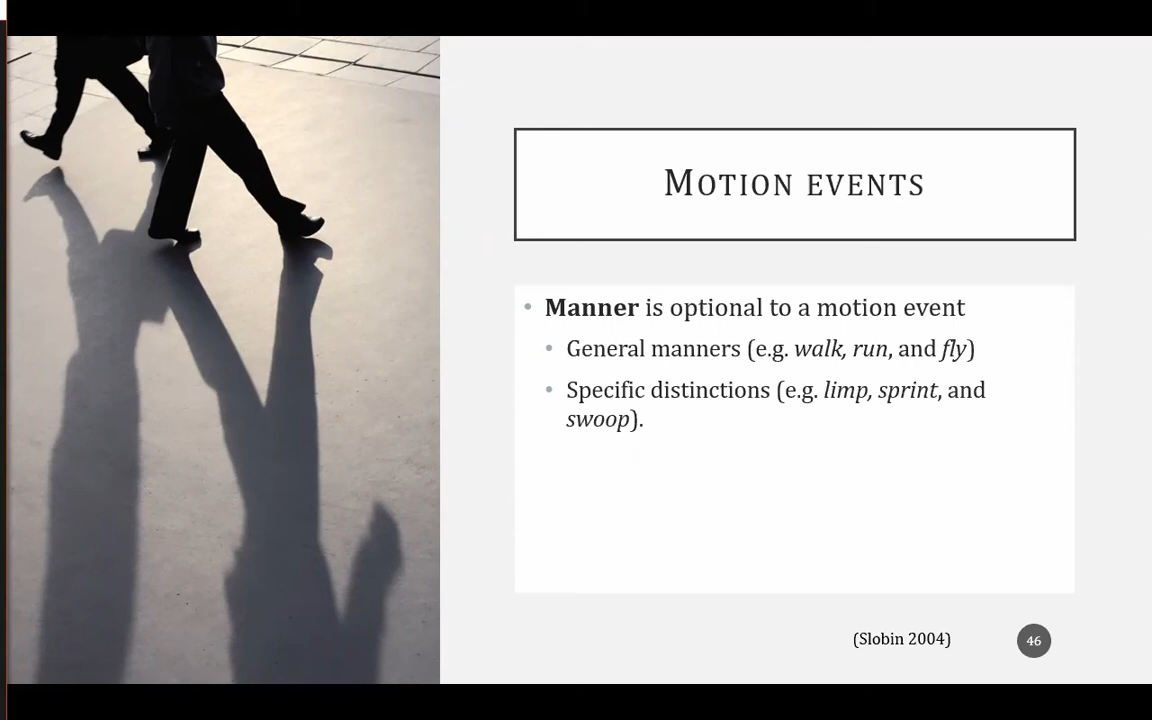 MOTION EVENTS
• Manner is optional to a motion event
• General manners (e.g. walk, run, and fly)
• Specific distinctions (e.g. limp, sprint, and
swoop).
(Slobin 2004)
46